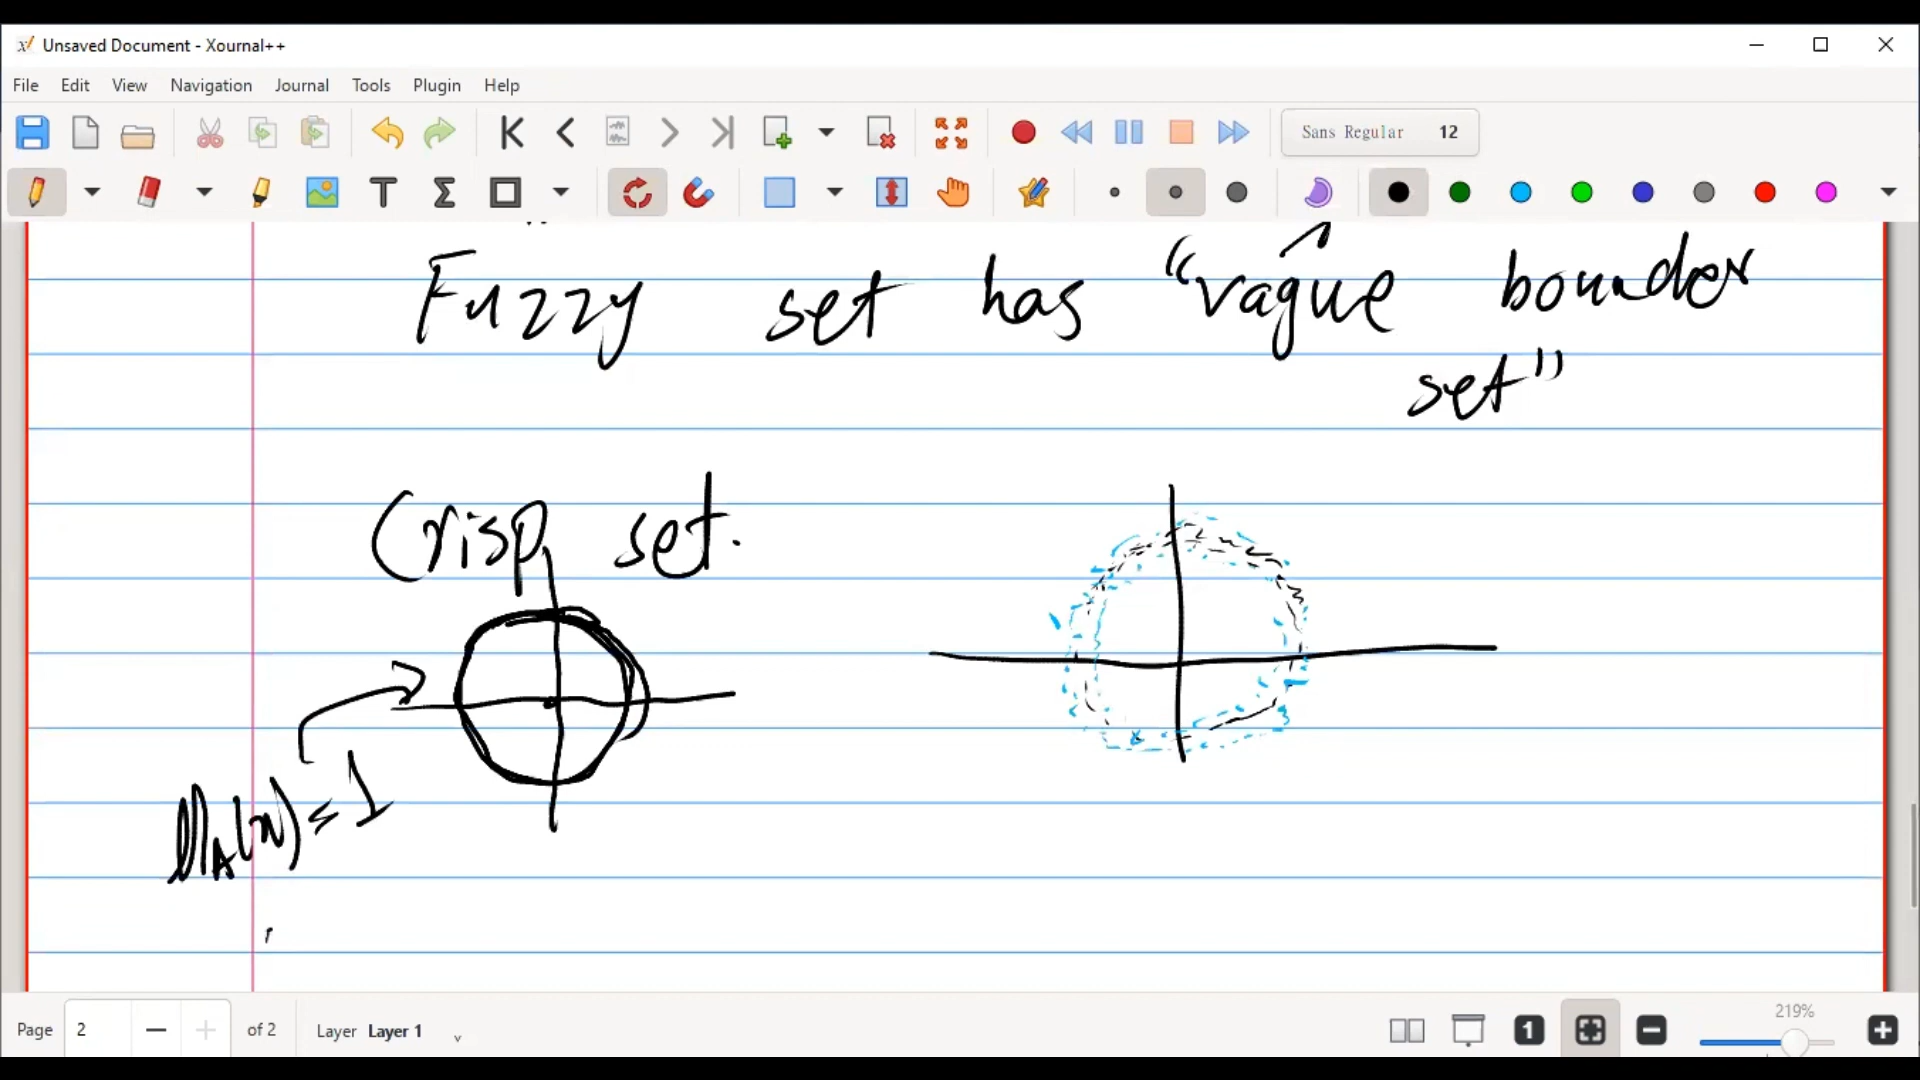 Unsaved Document - Xournal++
File Edit View Navigation Journal Tools Plugin Help
Sans Regular 12
Fuzzy set has "vague bounder
set"
Crisp set.
μA(x) = 1
Page 2 of 2 Layer Layer 1
219%